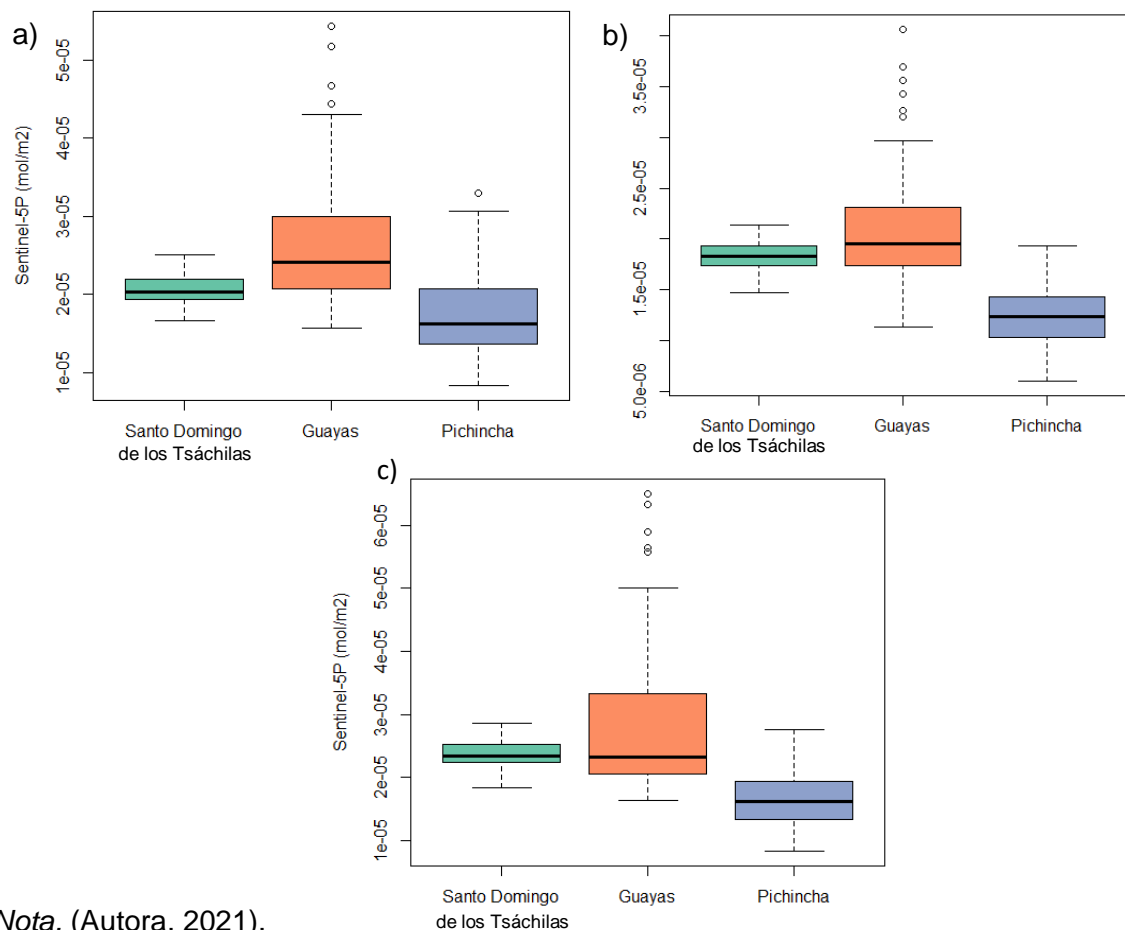 a)
Sentinel-5P (mol/m2)
5e-05
4e-05
3e-05
2e-05
1e-05
Santo Domingo
de los Tsáchilas
Guayas
Pichincha
b)
3.5e-05
2.5e-05
1.5e-05
5.0e-06
Santo Domingo
de los Tsáchilas
Guayas
Pichincha
c)
Sentinel-5P (mol/m2)
6e-05
5e-05
4e-05
3e-05
2e-05
1e-05
Santo Domingo
de los Tsáchilas
Guayas
Pichincha
Nota. (Autora, 2021).